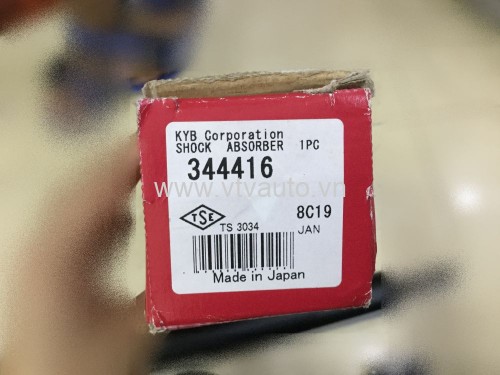 KYB Corporation
SHOCK ABSORBER 1PC
344416
www.vtvauto.vn
TSE
8C19
TS 3034
JAN
Made in Japan